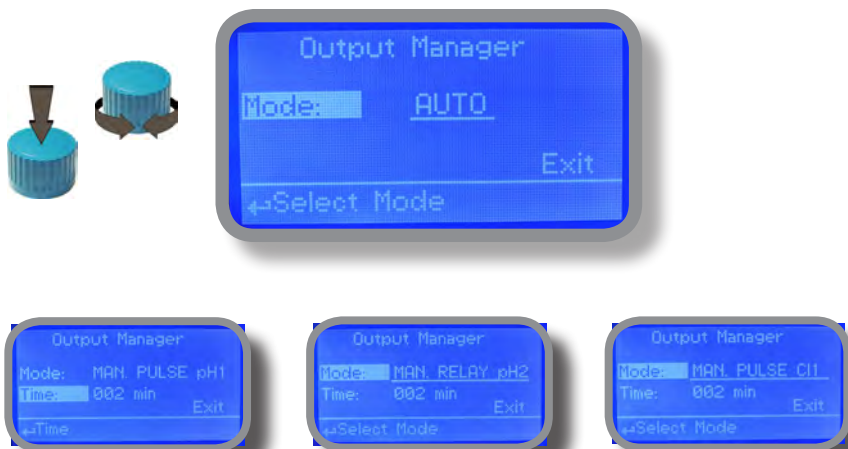 Output Manager
Mode: AUTO
Exit
↵Select Mode
Output Manager
Mode: MAN. PULSE pH1
Time: 002 min
Exit
↵Time
Output Manager
Mode: MAN. RELAY pH2
Time: 002 min
Exit
↵Select Mode
Output Manager
Mode: MAN. PULSE Cl1
Time: 002 min
Exit
↵Select Mode